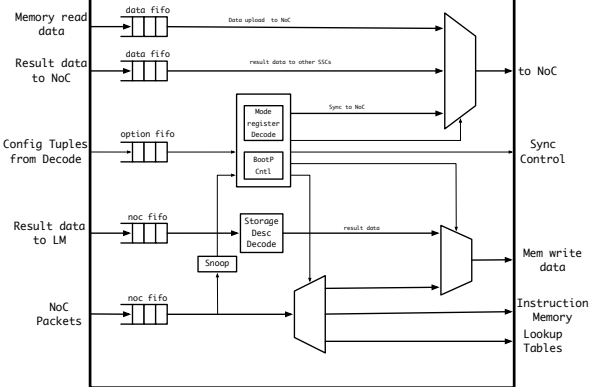 Memory read
data
data fifo
Data upload to NoC
Result data
to NoC
data fifo
result data to other SSCs
to NoC
Mode
register
Decode
Sync to NoC
Config Tuples
from Decode
option fifo
BootP
Cntl
Sync
Control
Result data
to LM
noc fifo
Storage
Desc
Decode
result data
Snoop
Mem write
data
NoC
Packets
noc fifo
Instruction
Memory
Lookup
Tables